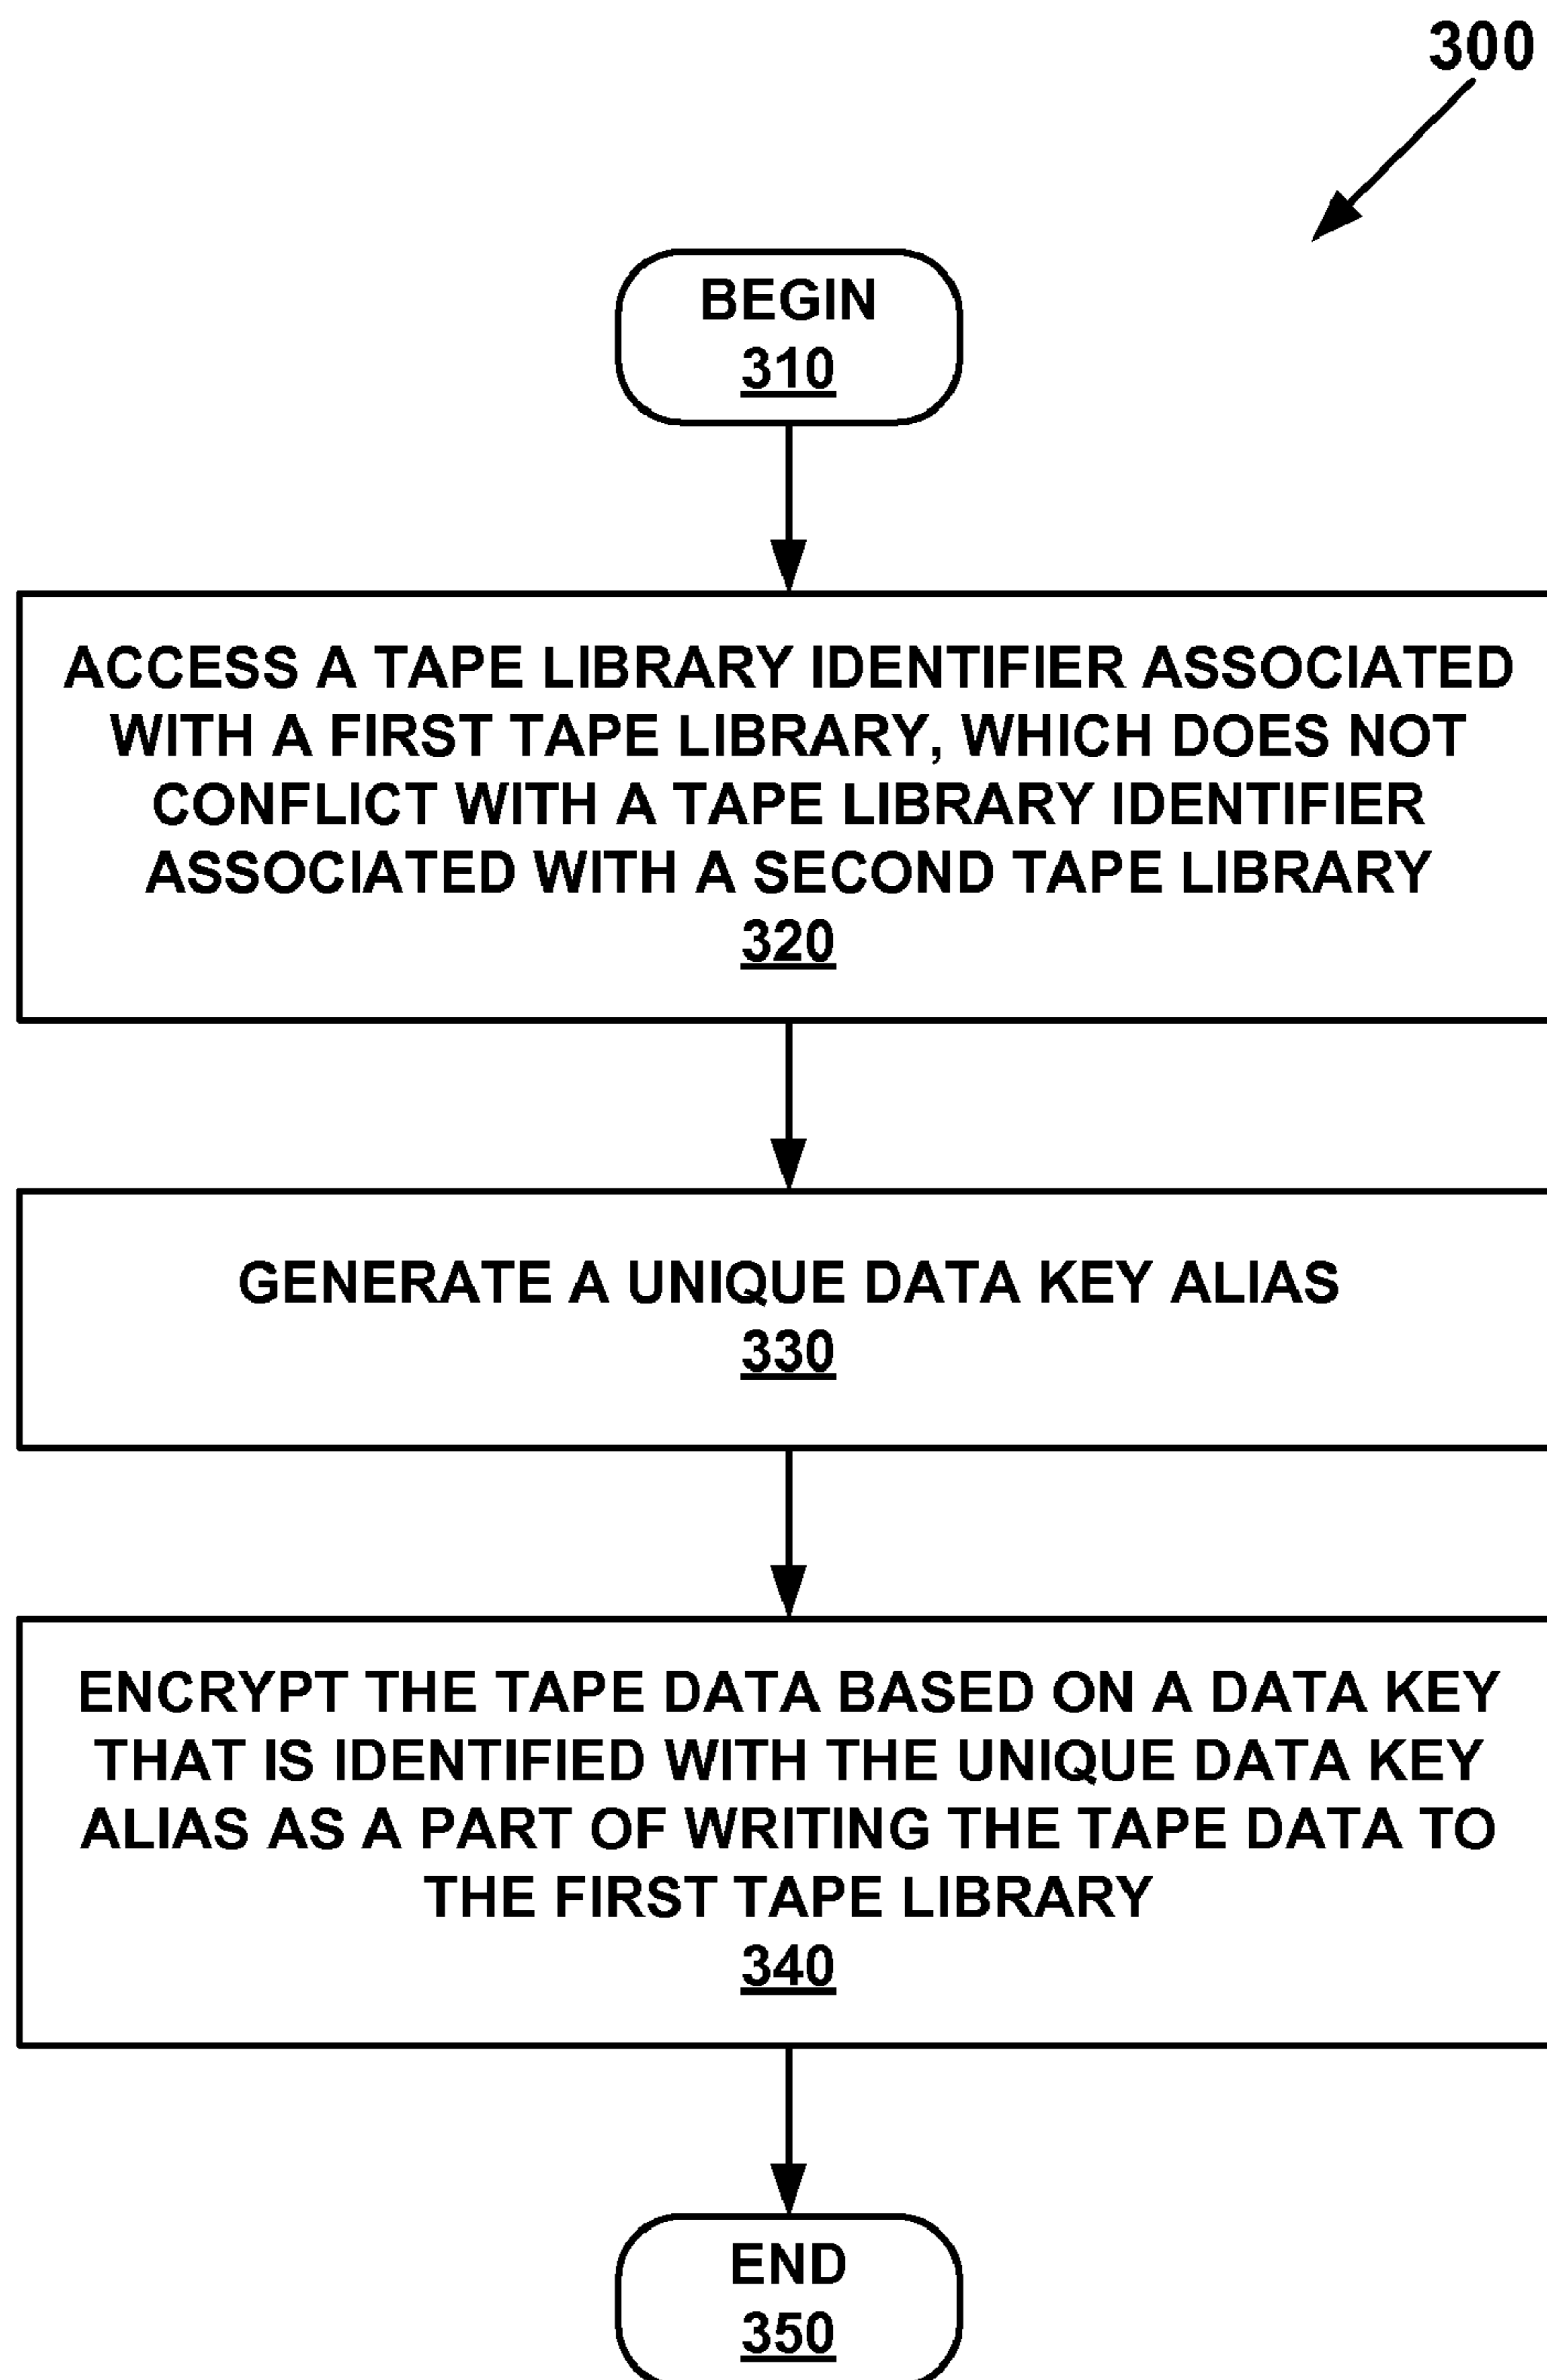 300
BEGIN
310
ACCESS A TAPE LIBRARY IDENTIFIER ASSOCIATED
WITH A FIRST TAPE LIBRARY, WHICH DOES NOT
CONFLICT WITH A TAPE LIBRARY IDENTIFIER
ASSOCIATED WITH A SECOND TAPE LIBRARY
320
GENERATE A UNIQUE DATA KEY ALIAS
330
ENCRYPT THE TAPE DATA BASED ON A DATA KEY
THAT IS IDENTIFIED WITH THE UNIQUE DATA KEY
ALIAS AS A PART OF WRITING THE TAPE DATA TO
THE FIRST TAPE LIBRARY
340
END
350